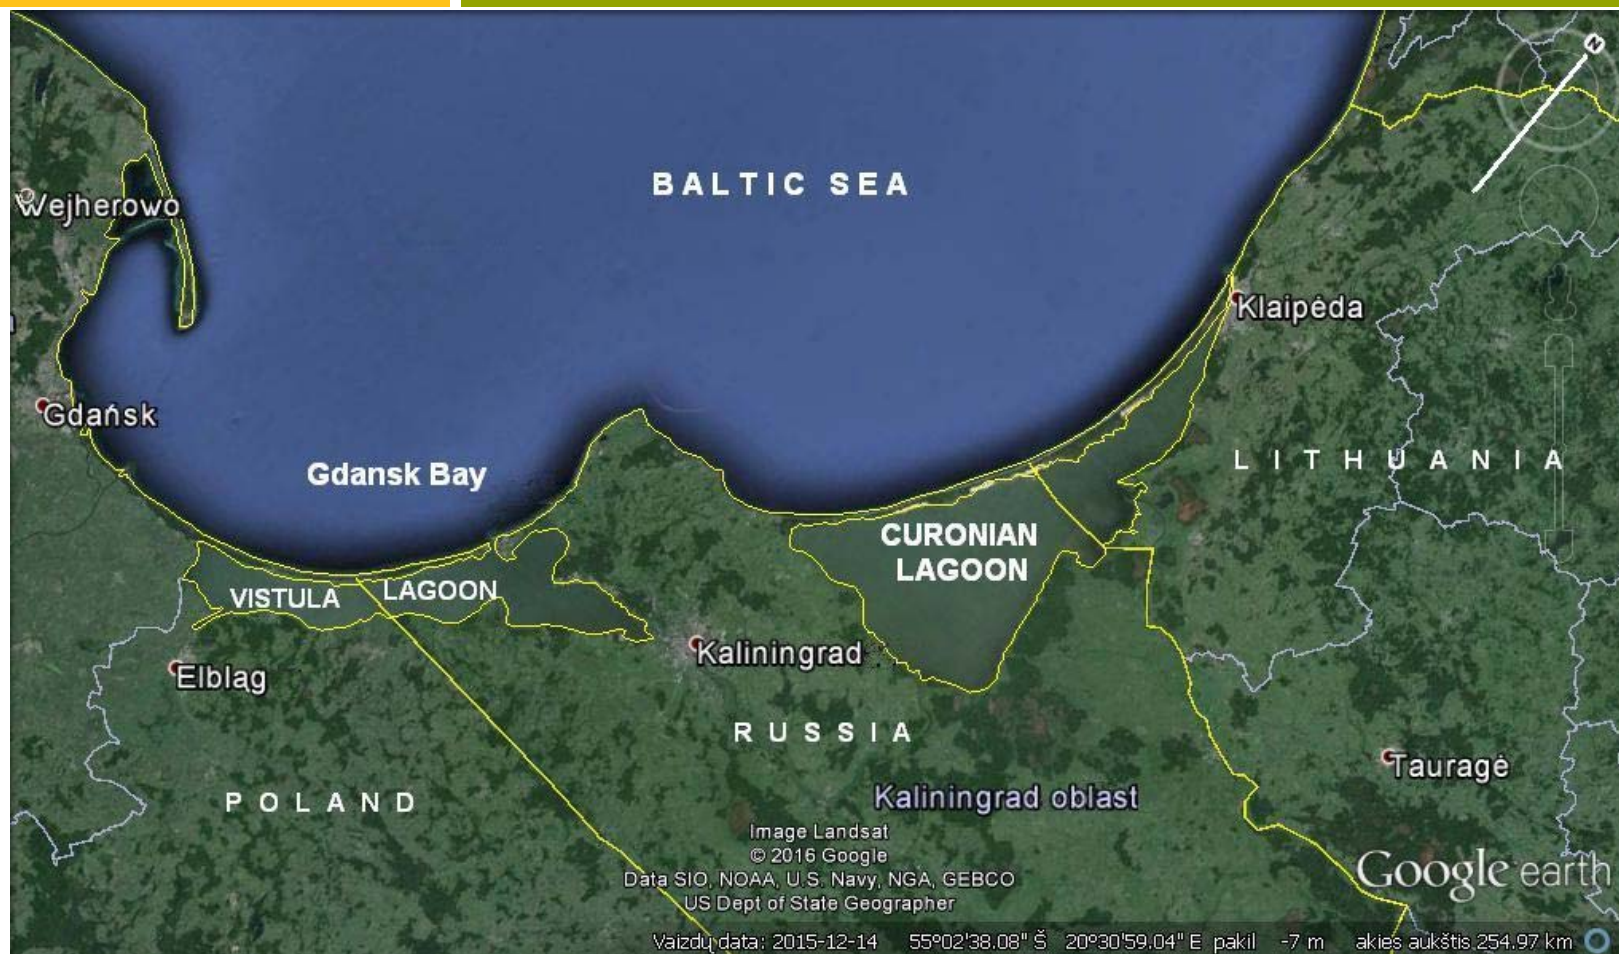 N
BALTIC SEA
Wejherowo
Klaipėda
Gdańsk
LITHUANIA
Gdansk Bay
CURONIAN
LAGOON
VISTULA LAGOON
Kaliningrad
Elbląg
RUSSIA
Tauragė
Kaliningrad oblast
POLAND
Image Landsat
© 2016 Google
Data SIO, NOAA, U.S. Navy, NGA, GEBCO
US Dept of State Geographer
Google earth
Vaizdų data: 2015-12-14 55°02'38.08" Š 20°30'59.04" E pakil -7 m akies aukštis 254.97 km